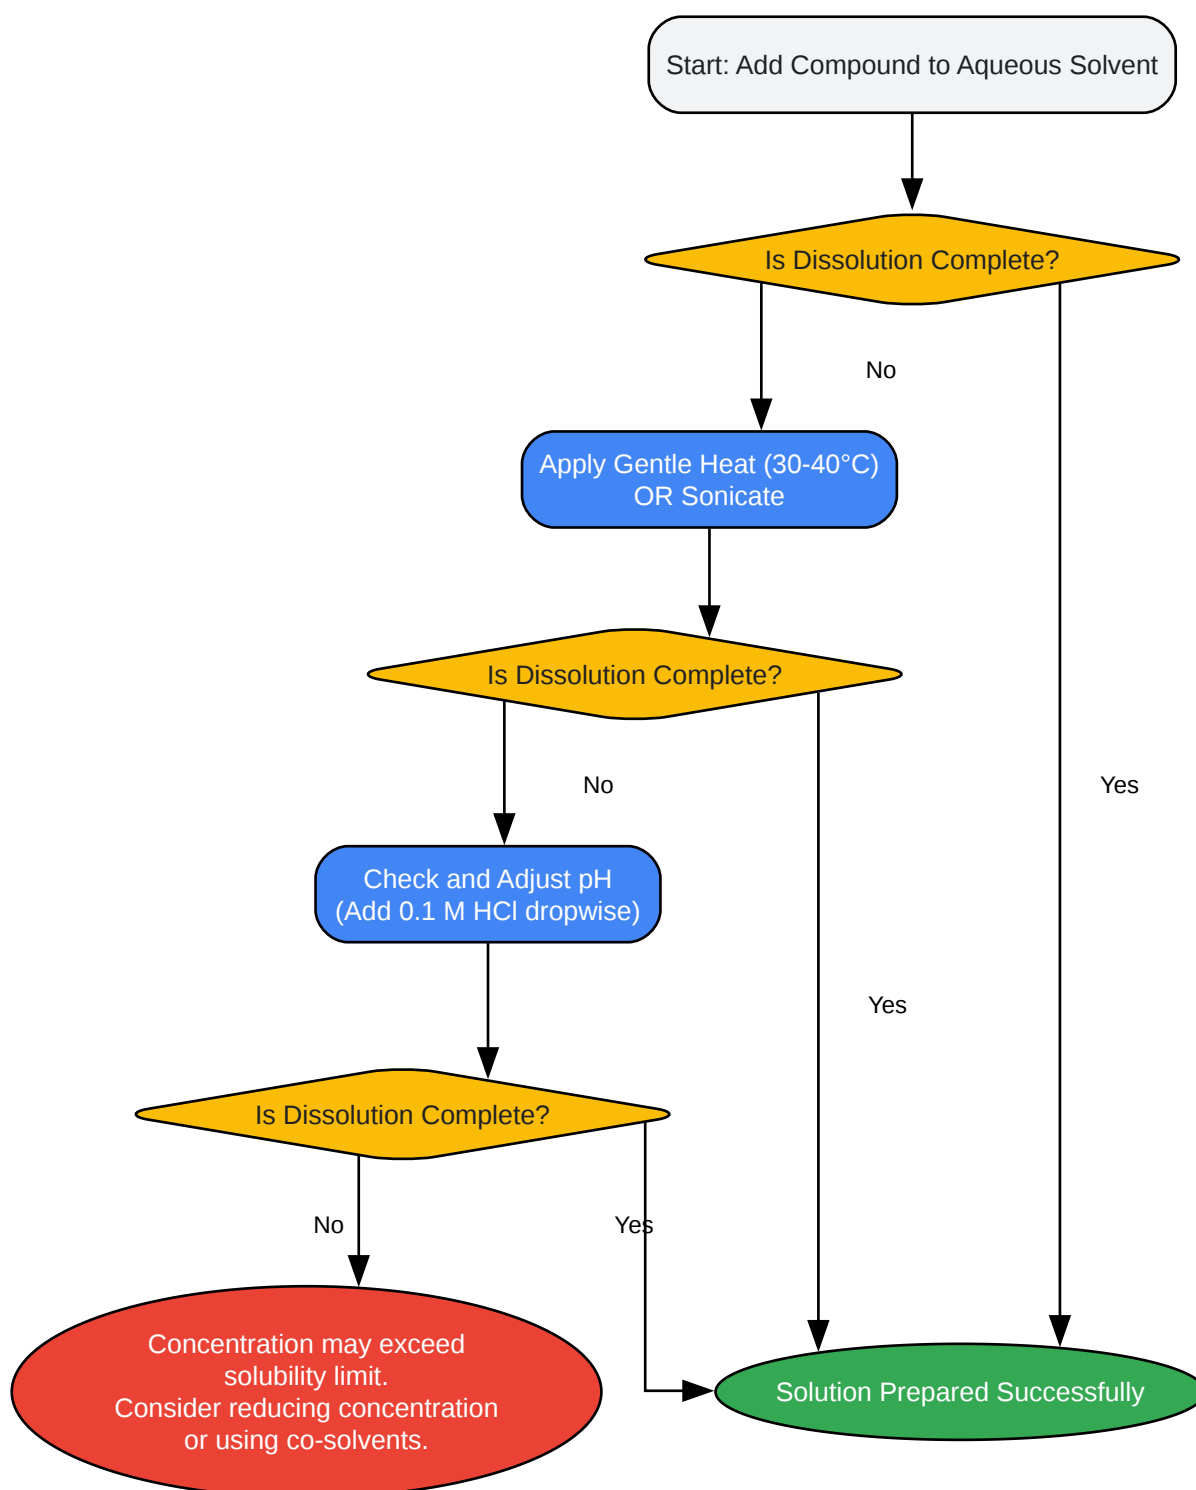 Start: Add Compound to Aqueous Solvent
Is Dissolution Complete?
No
Apply Gentle Heat (30-40°C)
OR Sonicate
Is Dissolution Complete?
No
Yes
Check and Adjust pH
(Add 0.1 M HCl dropwise)
Yes
Is Dissolution Complete?
No
Yes
Concentration may exceed
solubility limit.
Consider reducing concentration
or using co-solvents.
Solution Prepared Successfully